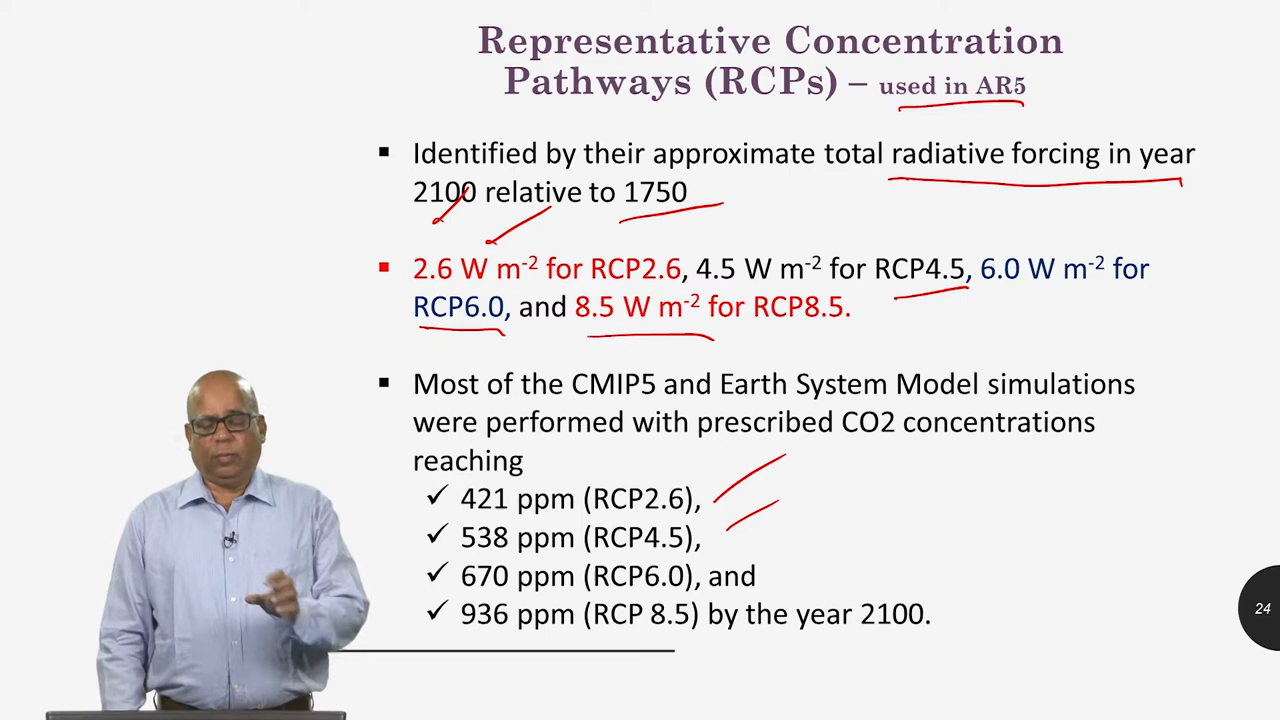 Representative Concentration
Pathways (RCPs) – used in AR5
▪ Identified by their approximate total radiative forcing in year
2100 relative to 1750
▪ 2.6 W m-2 for RCP2.6, 4.5 W m-2 for RCP4.5, 6.0 W m-2 for
RCP6.0, and 8.5 W m-2 for RCP8.5.
▪ Most of the CMIP5 and Earth System Model simulations
were performed with prescribed CO2 concentrations
reaching
✓ 421 ppm (RCP2.6),
✓ 538 ppm (RCP4.5),
✓ 670 ppm (RCP6.0), and
✓ 936 ppm (RCP 8.5) by the year 2100.
24